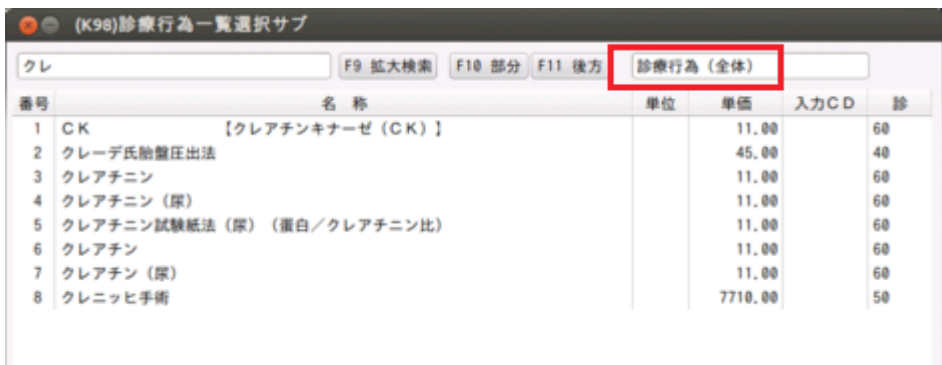 (K98)診療行為一覧選択サブ
クレ F9 拡大検索 F10 部分 F11 後方 診療行為（全体）
番号 名 称 単位 単価 入力CD 診
1 CK 【クレアチンキナーゼ（CK）】 11.00 60
2 クレーデ氏胎盤圧出法 45.00 40
3 クレアチニン 11.00 60
4 クレアチニン（尿） 11.00 60
5 クレアチニン試験紙法（尿）（蛋白／クレアチニン比） 11.00 60
6 クレアチン 11.00 60
7 クレアチン（尿） 11.00 60
8 クレニッヒ手術 7710.00 50